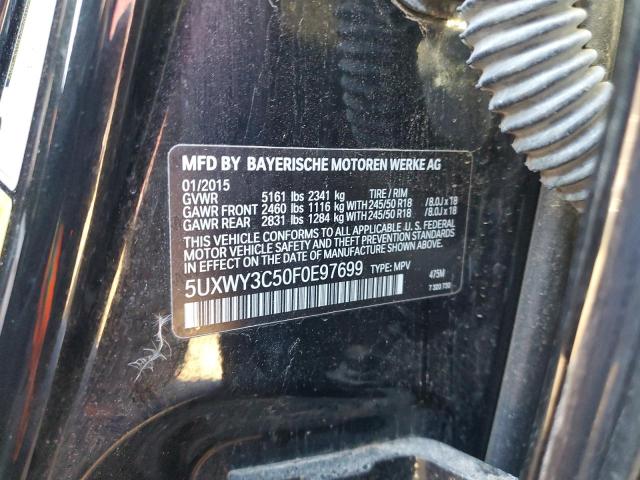 MFD BY BAYERISCHE MOTOREN WERKE AG
01/2015
GVWR 5161 lbs 2341 kg TIRE / RIM
GAWR FRONT 2460 lbs 1116 kg WITH 245/50 R18 /8.0J x 18
GAWR REAR 2831 lbs 1284 kg WITH 245/50 R18 /8.0J x 18
THIS VEHICLE CONFORMS TO ALL APPLICABLE U. S. FEDERAL
MOTOR VEHICLE SAFETY AND THEFT PREVENTION STANDARDS
IN EFFECT ON THE DATE OF MANUFACTURE SHOWN ABOVE.
5UXWY3C50F0E97699 TYPE: MPV 475M
7 320 730